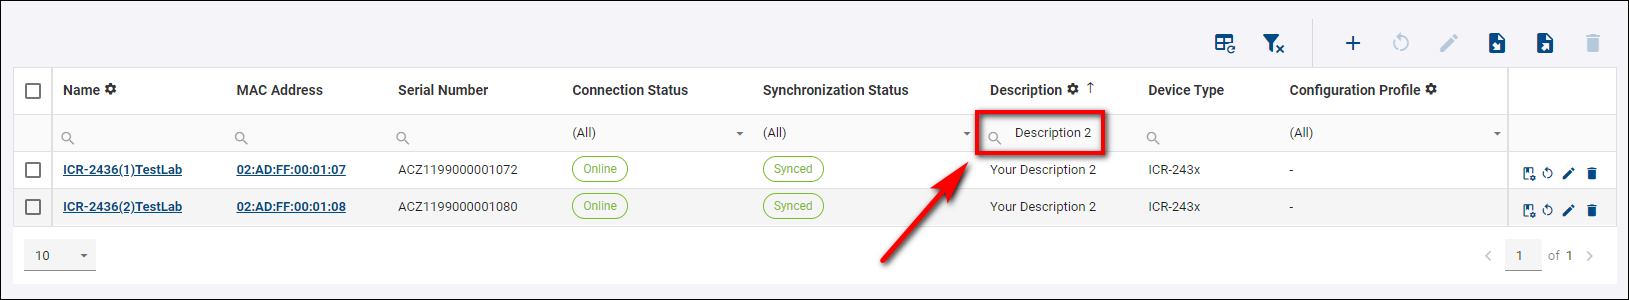 Name MAC Address Serial Number Connection Status Synchronization Status Description Device Type Configuration Profile
(All) (All) Description 2 (All)
ICR-2436(1)TestLab 02:AD:FF:00:01:07 ACZ1199000001072 Online Synced Your Description 2 ICR-243x -
ICR-2436(2)TestLab 02:AD:FF:00:01:08 ACZ1199000001080 Online Synced Your Description 2 ICR-243x -
10 1 of 1